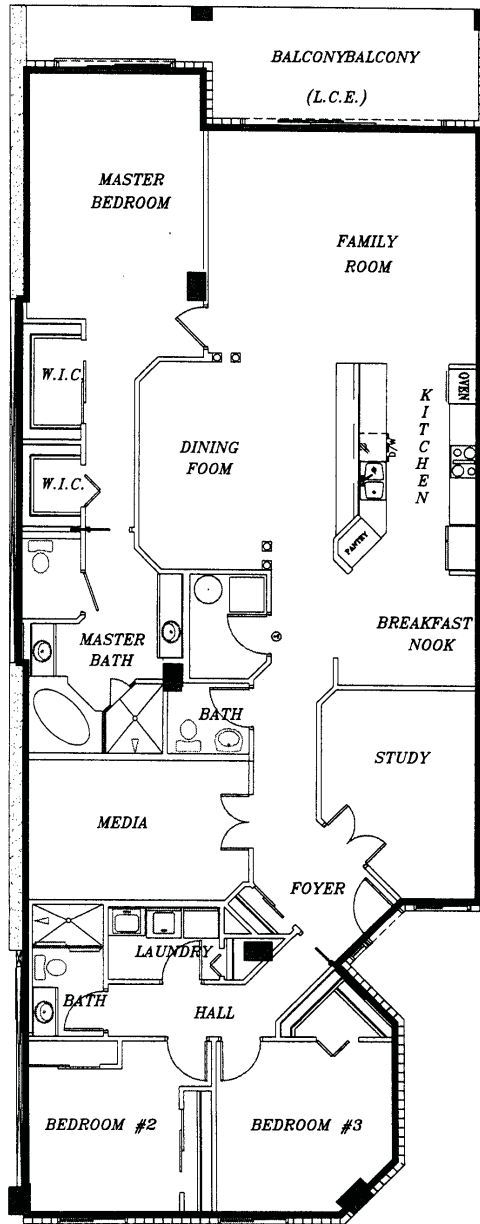 BALCONYBALCONY
(L.C.E.)
MASTER
BEDROOM
FAMILY
ROOM
W.I.C.
OVEN
KITCHEN
D/W
DINING
FOOM
W.I.C.
PANTRY
BREAKFAST
NOOK
MASTER
BATH
BATH
STUDY
MEDIA
FOYER
LAUNDRY
BATH
HALL
BEDROOM #2
BEDROOM #3